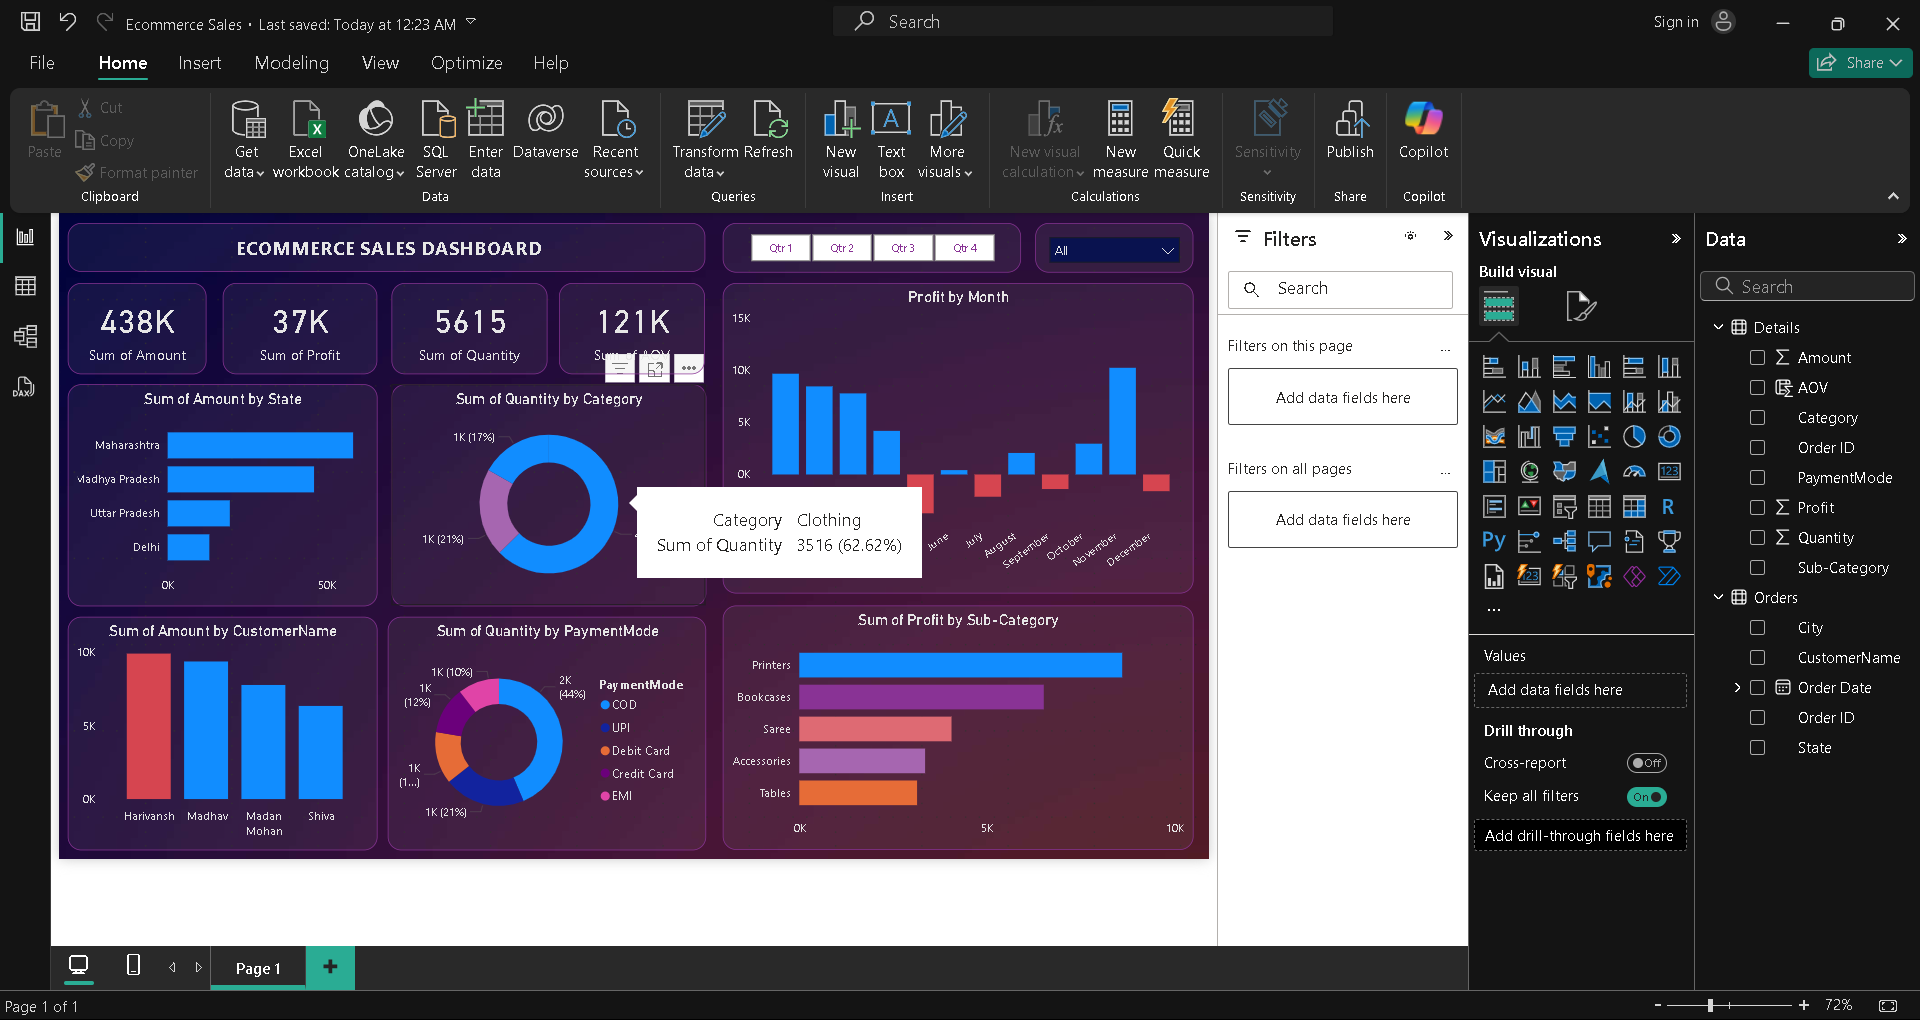 Ecommerce Sales • Last saved: Today at 12:23 AM
Search
Sign in
File
Home
Insert
Modeling
View
Optimize
Help
Share
Paste
Cut
Copy
Format painter
Clipboard
Get data
Excel workbook
OneLake catalog
SQL Server
Enter data
Dataverse
Recent sources
Data
Transform data
Refresh
Queries
New visual
Text box
More visuals
Insert
New visual calculation
New measure
Quick measure
Calculations
Sensitivity
Sensitivity
Publish
Share
Copilot
Copilot
ECOMMERCE SALES DASHBOARD
Qtr 1
Qtr 2
Qtr 3
Qtr 4
All
438K
Sum of Amount
37K
Sum of Profit
5615
Sum of Quantity
121K
Sum of AOV
Profit by Month
15K
10K
5K
0K
June
July
August
September
October
November
December
Sum of Amount by State
Maharashtra
Madhya Pradesh
Uttar Pradesh
Delhi
0K
50K
Sum of Quantity by Category
1K (17%)
1K (21%)
Category Clothing
Sum of Quantity 3516 (62.62%)
Sum of Amount by CustomerName
10K
5K
0K
Harivansh
Madhav
Madan Mohan
Shiva
Sum of Quantity by PaymentMode
1K (10%)
1K
(12%)
1K
(1...)
1K (21%)
2K
(44%)
PaymentMode
COD
UPI
Debit Card
Credit Card
EMI
Sum of Profit by Sub-Category
Printers
Bookcases
Saree
Accessories
Tables
0K
5K
10K
Filters
Search
Filters on this page
...
Add data fields here
Filters on all pages
...
Add data fields here
Visualizations
Build visual
123
R
Py
123
...
Values
Add data fields here
Drill through
Cross-report
Off
Keep all filters
On
Add drill-through fields here
Data
Search
Details
Amount
AOV
Category
Order ID
PaymentMode
Profit
Quantity
Sub-Category
Orders
City
CustomerName
Order Date
Order ID
State
DAX
Page 1
Page 1 of 1
72%